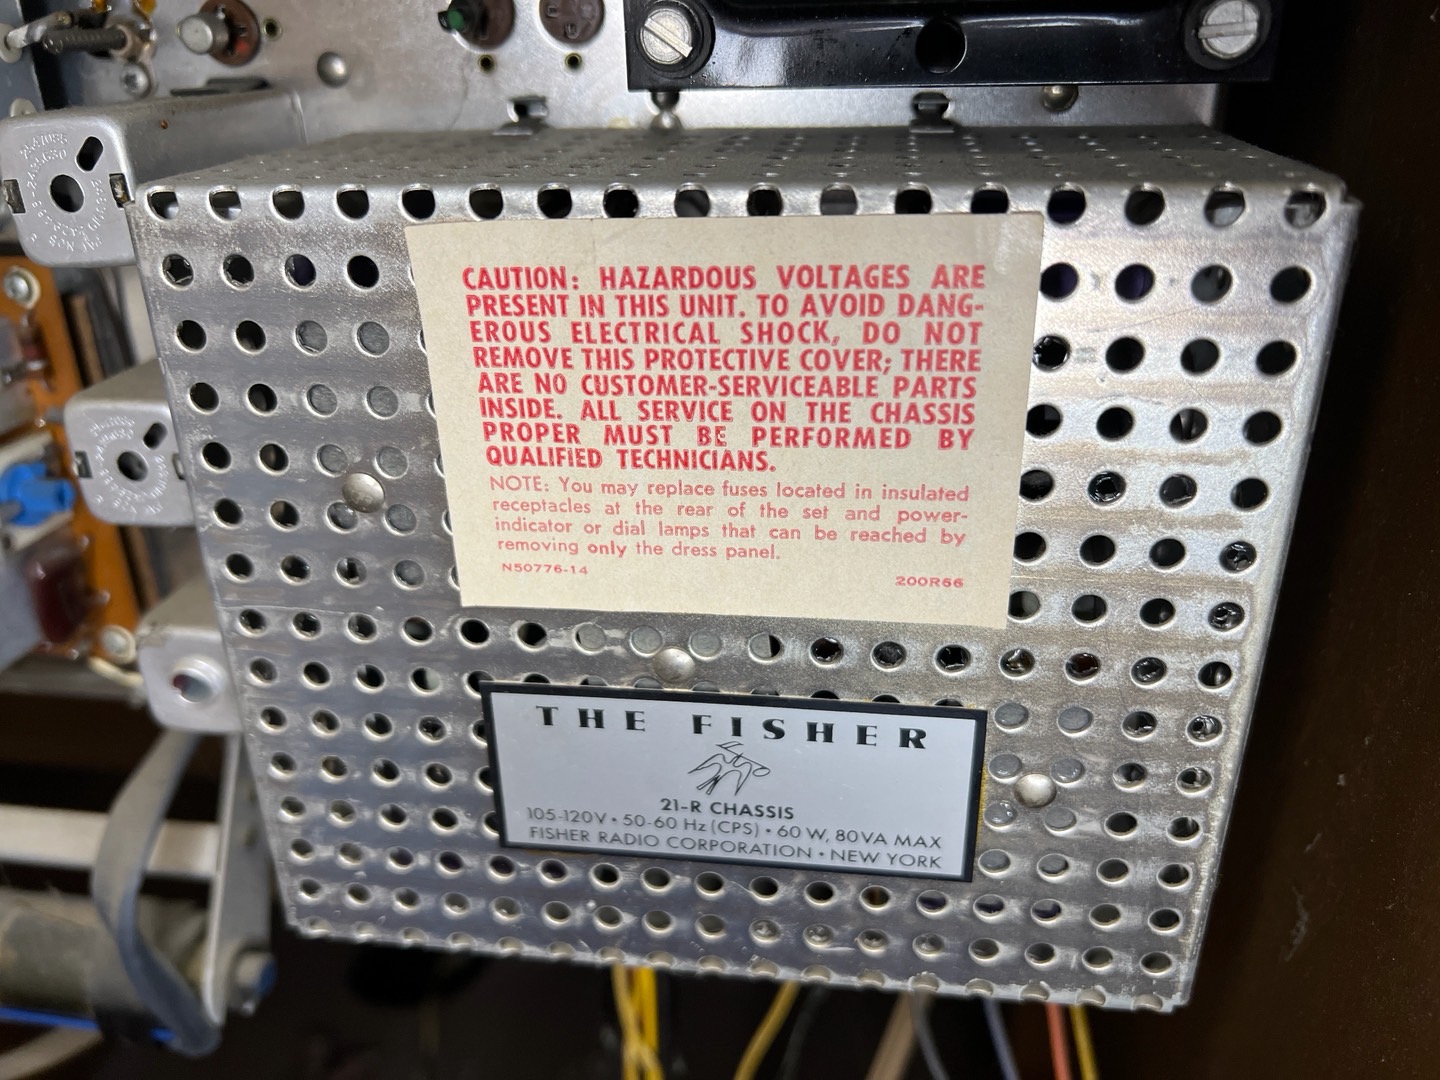 CAUTION: HAZARDOUS VOLTAGES ARE
PRESENT IN THIS UNIT. TO AVOID DANG-
EROUS ELECTRICAL SHOCK, DO NOT
REMOVE THIS PROTECTIVE COVER; THERE
ARE NO CUSTOMER-SERVICEABLE PARTS
INSIDE. ALL SERVICE ON THE CHASSIS
PROPER MUST BE PERFORMED BY
QUALIFIED TECHNICIANS.
NOTE: You may replace fuses located in insulated
receptacles at the rear of the set and power-
indicator or dial lamps that can be reached by
removing only the dress panel.
N50776-14
200R66
THE FISHER
21-R CHASSIS
105-120V • 50-60 Hz (CPS) • 60 W, 80VA MAX
FISHER RADIO CORPORATION • NEW YORK